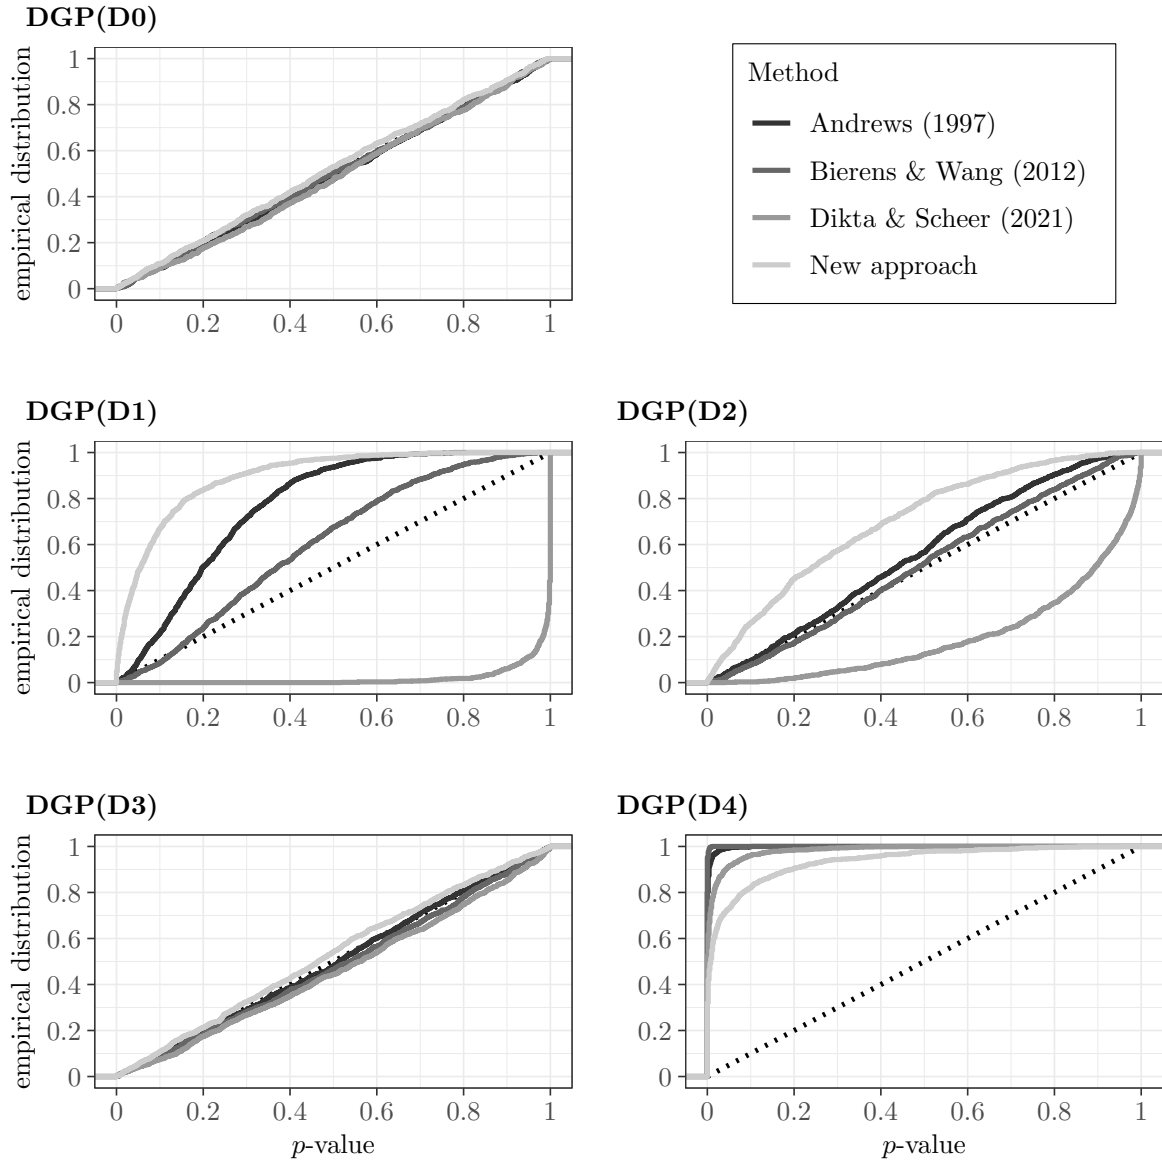 DGP(D0)
empirical distribution
1
0.8
0.6
0.4
0.2
0
0 0.2 0.4 0.6 0.8 1
Method
Andrews (1997)
Bierens & Wang (2012)
Dikta & Scheer (2021)
New approach
DGP(D1)
empirical distribution
1
0.8
0.6
0.4
0.2
0
0 0.2 0.4 0.6 0.8 1
DGP(D2)
1
0.8
0.6
0.4
0.2
0
0 0.2 0.4 0.6 0.8 1
DGP(D3)
empirical distribution
1
0.8
0.6
0.4
0.2
0
0 0.2 0.4 0.6 0.8 1
p-value
DGP(D4)
1
0.8
0.6
0.4
0.2
0
0 0.2 0.4 0.6 0.8 1
p-value